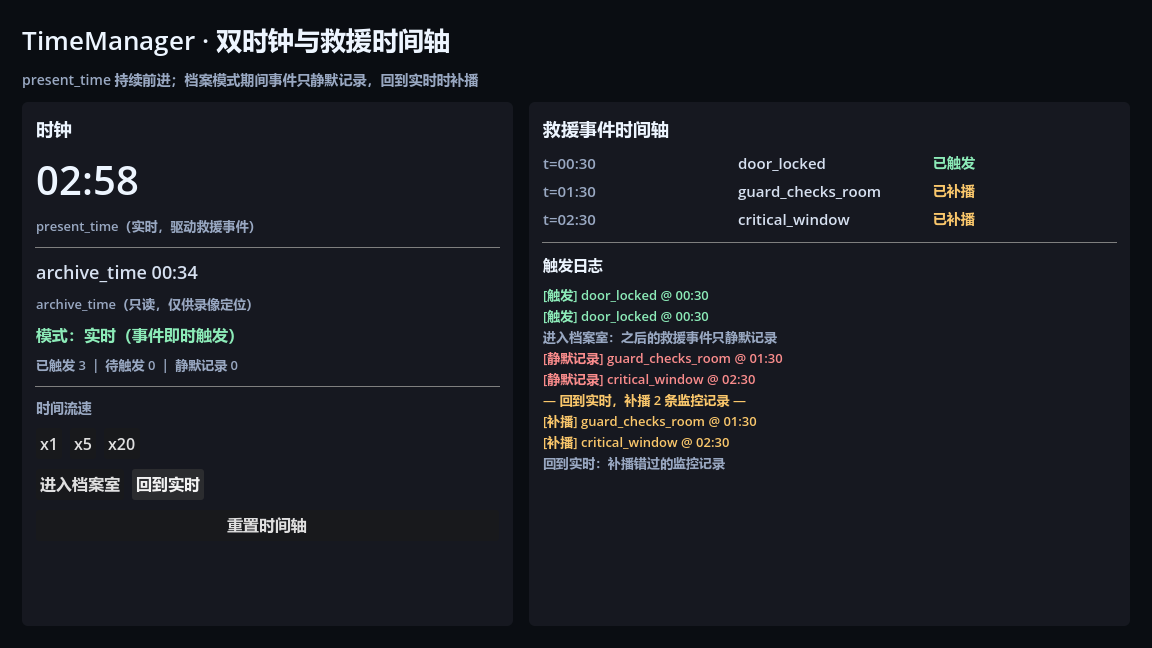 TimeManager · 双时钟与救援时间轴
present_time 持续前进；档案模式期间事件只静默记录，回到实时时补播
时钟
02:58
present_time（实时，驱动救援事件）
archive_time 00:34
archive_time（只读，仅供录像定位）
模式：实时（事件即时触发）
已触发 3 | 待触发 0 | 静默记录 0
时间流速
x1 x5 x20
进入档案室 回到实时
重置时间轴
救援事件时间轴
t=00:30 door_locked 已触发
t=01:30 guard_checks_room 已补播
t=02:30 critical_window 已补播
触发日志
[触发] door_locked @ 00:30
[触发] door_locked @ 00:30
进入档案室：之后的救援事件只静默记录
[静默记录] guard_checks_room @ 01:30
[静默记录] critical_window @ 02:30
— 回到实时，补播 2 条监控记录 —
[补播] guard_checks_room @ 01:30
[补播] critical_window @ 02:30
回到实时：补播错过的监控记录